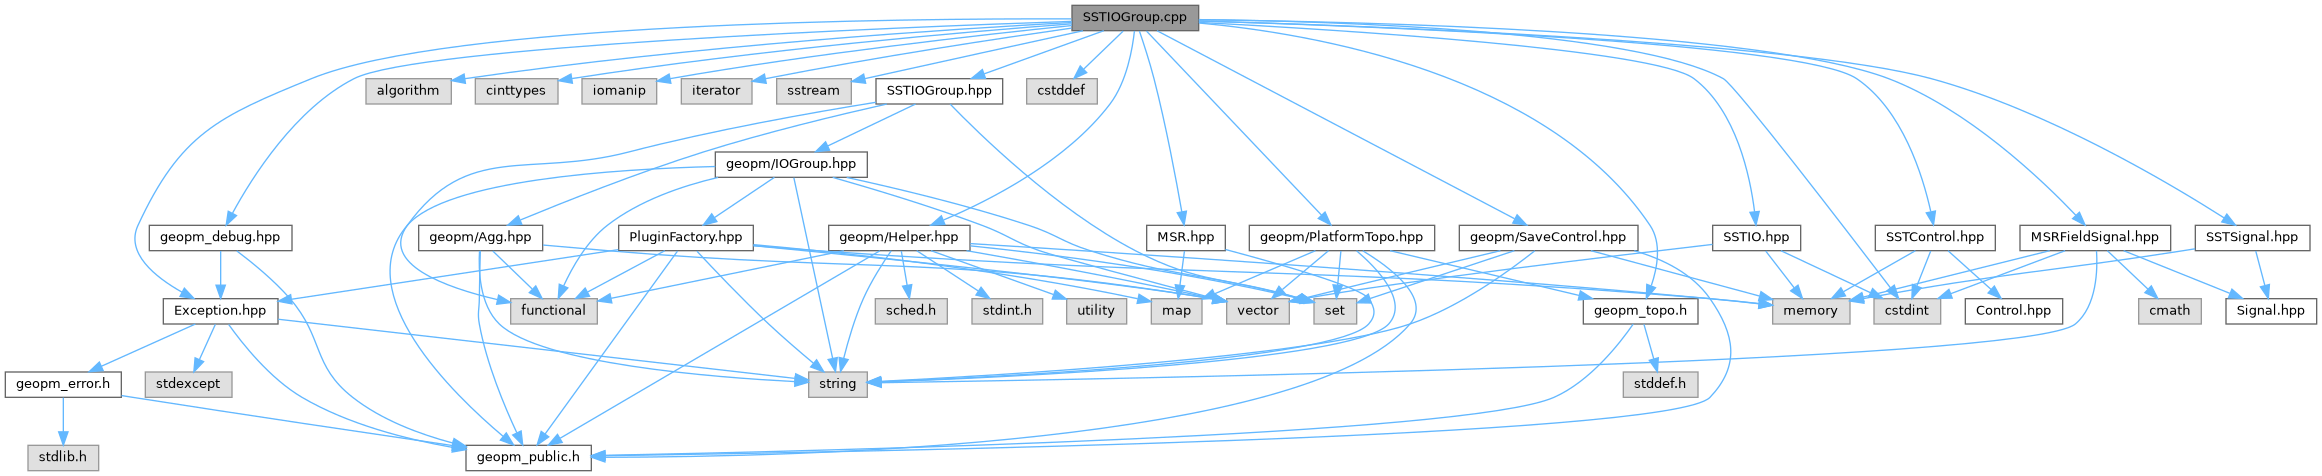 SSTIOGroup.cpp
algorithm
cinttypes
iomanip
iterator
sstream
SSTIOGroup.hpp
cstddef
geopm/IOGroup.hpp
geopm_debug.hpp
geopm/Agg.hpp
PluginFactory.hpp
geopm/Helper.hpp
MSR.hpp
geopm/PlatformTopo.hpp
geopm/SaveControl.hpp
SSTIO.hpp
SSTControl.hpp
MSRFieldSignal.hpp
SSTSignal.hpp
Exception.hpp
functional
sched.h
stdint.h
utility
map
vector
set
geopm_topo.h
memory
cstdint
Control.hpp
cmath
Signal.hpp
geopm_error.h
stdexcept
string
stddef.h
stdlib.h
geopm_public.h